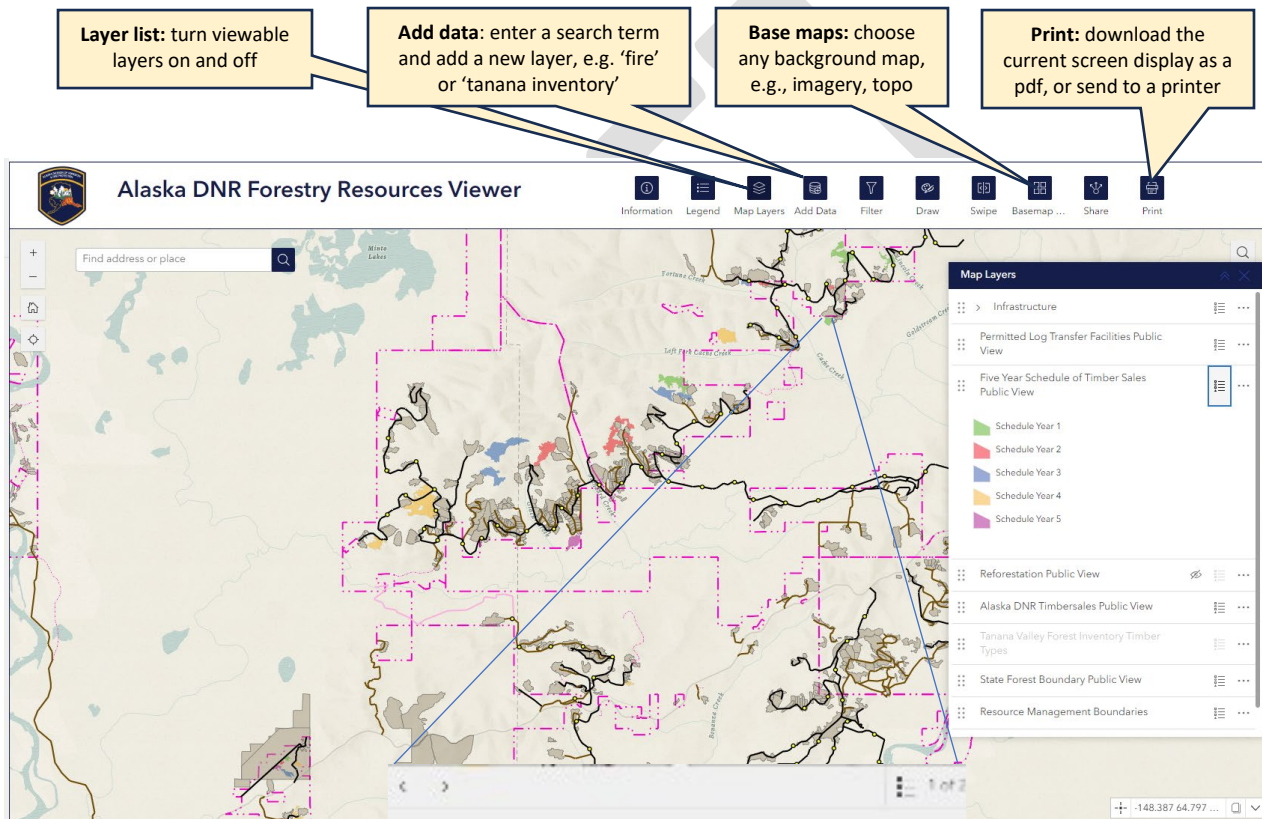 Layer list: turn viewable
layers on and off
Add data: enter a search term
and add a new layer, e.g. ‘fire’
or ‘tanana inventory’
Base maps: choose
any background map,
e.g., imagery, topo
Print: download the
current screen display as a
pdf, or send to a printer
Alaska DNR Forestry Resources Viewer
Information
Legend
Map Layers
Add Data
Filter
Draw
Swipe
Basemap ...
Share
Print
Find address or place
Minto
Lakes
Fortune Creek
Left Fork Cache Creek
Cache Creek
Goldstream
Bonanza Creek
Map Layers
Infrastructure
Permitted Log Transfer Facilities Public
View
Five Year Schedule of Timber Sales
Public View
Schedule Year 1
Schedule Year 2
Schedule Year 3
Schedule Year 4
Schedule Year 5
Reforestation Public View
Alaska DNR Timbersales Public View
Tanana Valley Forest Inventory Timber
Types
State Forest Boundary Public View
Resource Management Boundaries
1 of 2
-148.387 64.797 ...